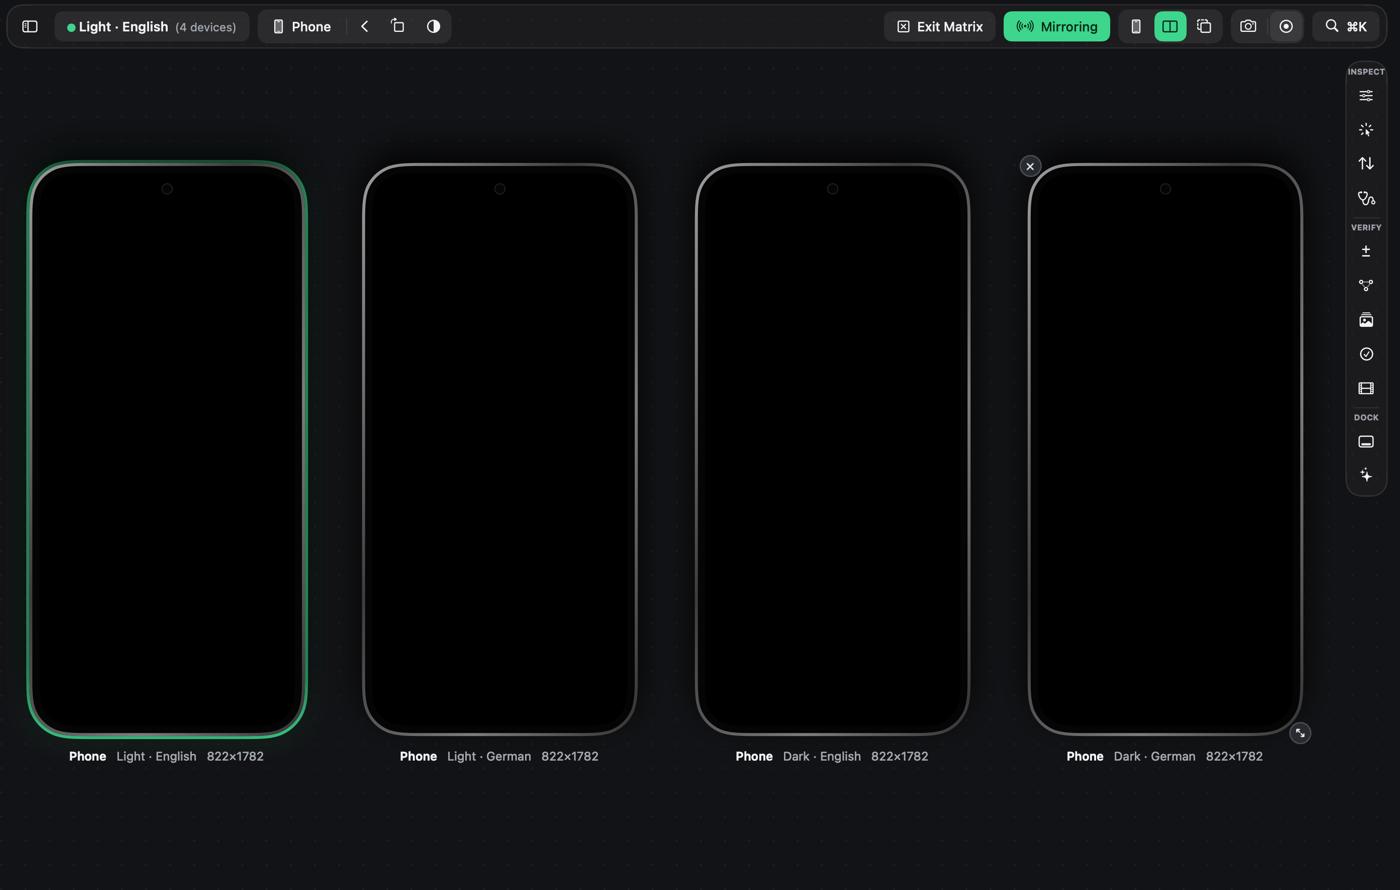 Light · English (4 devices)
Phone
Exit Matrix
Mirroring
⌘K
INSPECT
VERIFY
DOCK
Phone Light · English 822×1782
Phone Light · German 822×1782
Phone Dark · English 822×1782
Phone Dark · German 822×1782